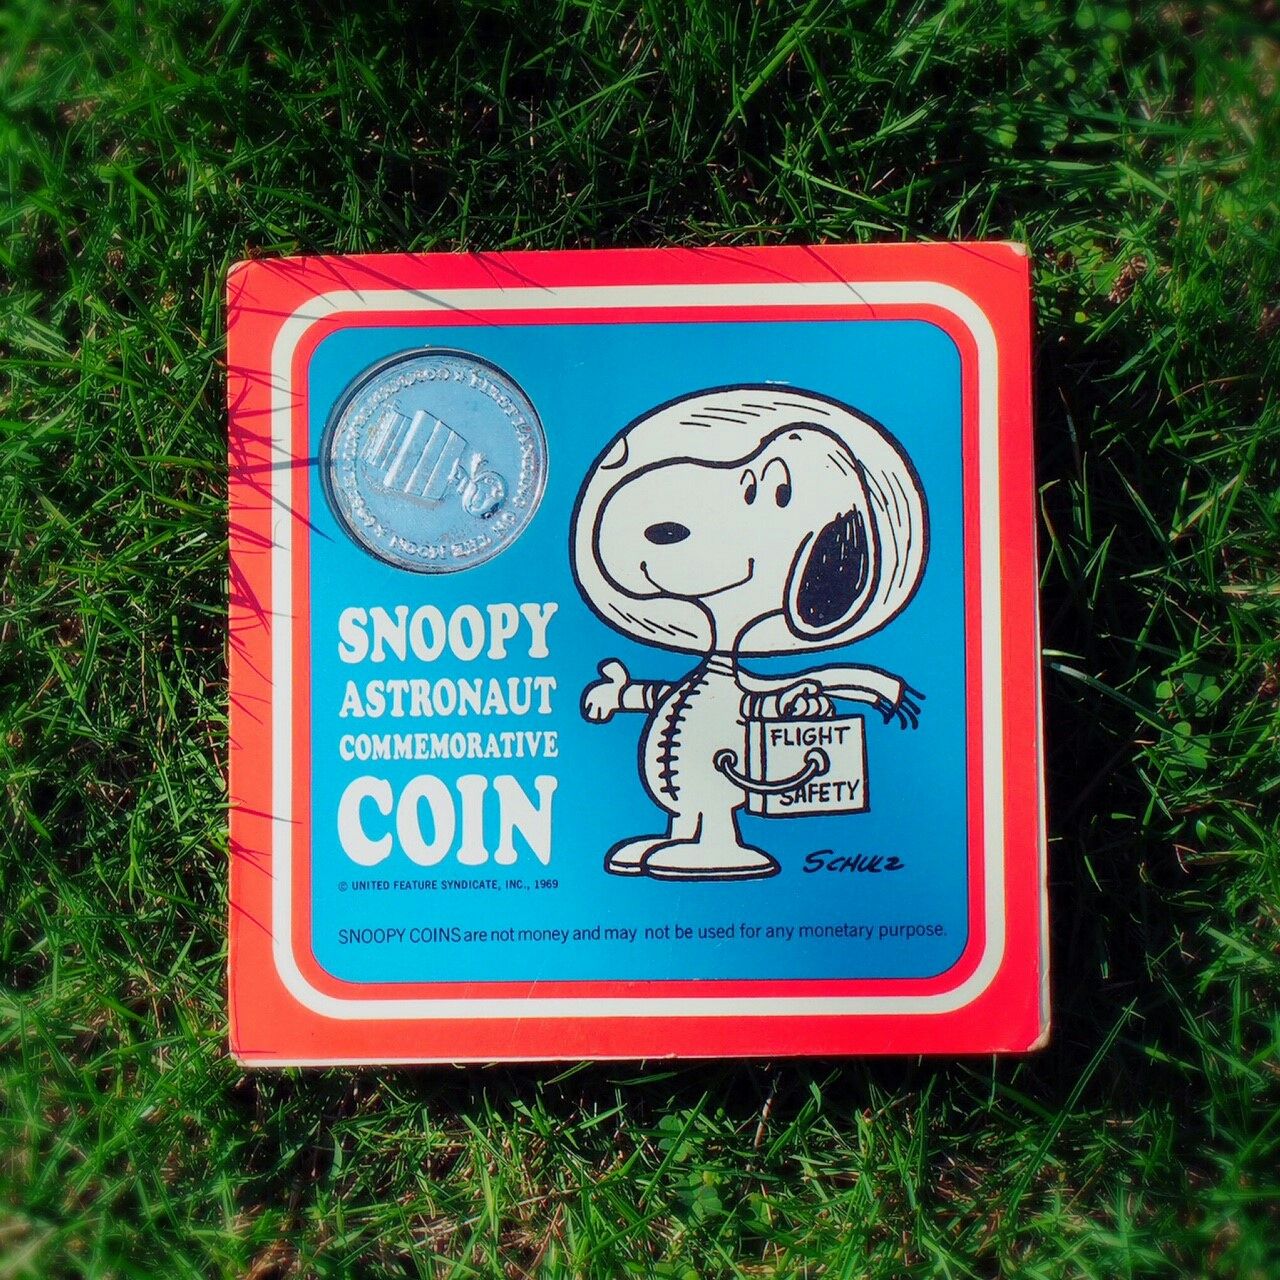 SNOOPY
ASTRONAUT
COMMEMORATIVE
COIN
© UNITED FEATURE SYNDICATE, INC., 1969
SNOOPY COINS are not money and may not be used for any monetary purpose.
FLIGHT
SAFETY
SCHULZ